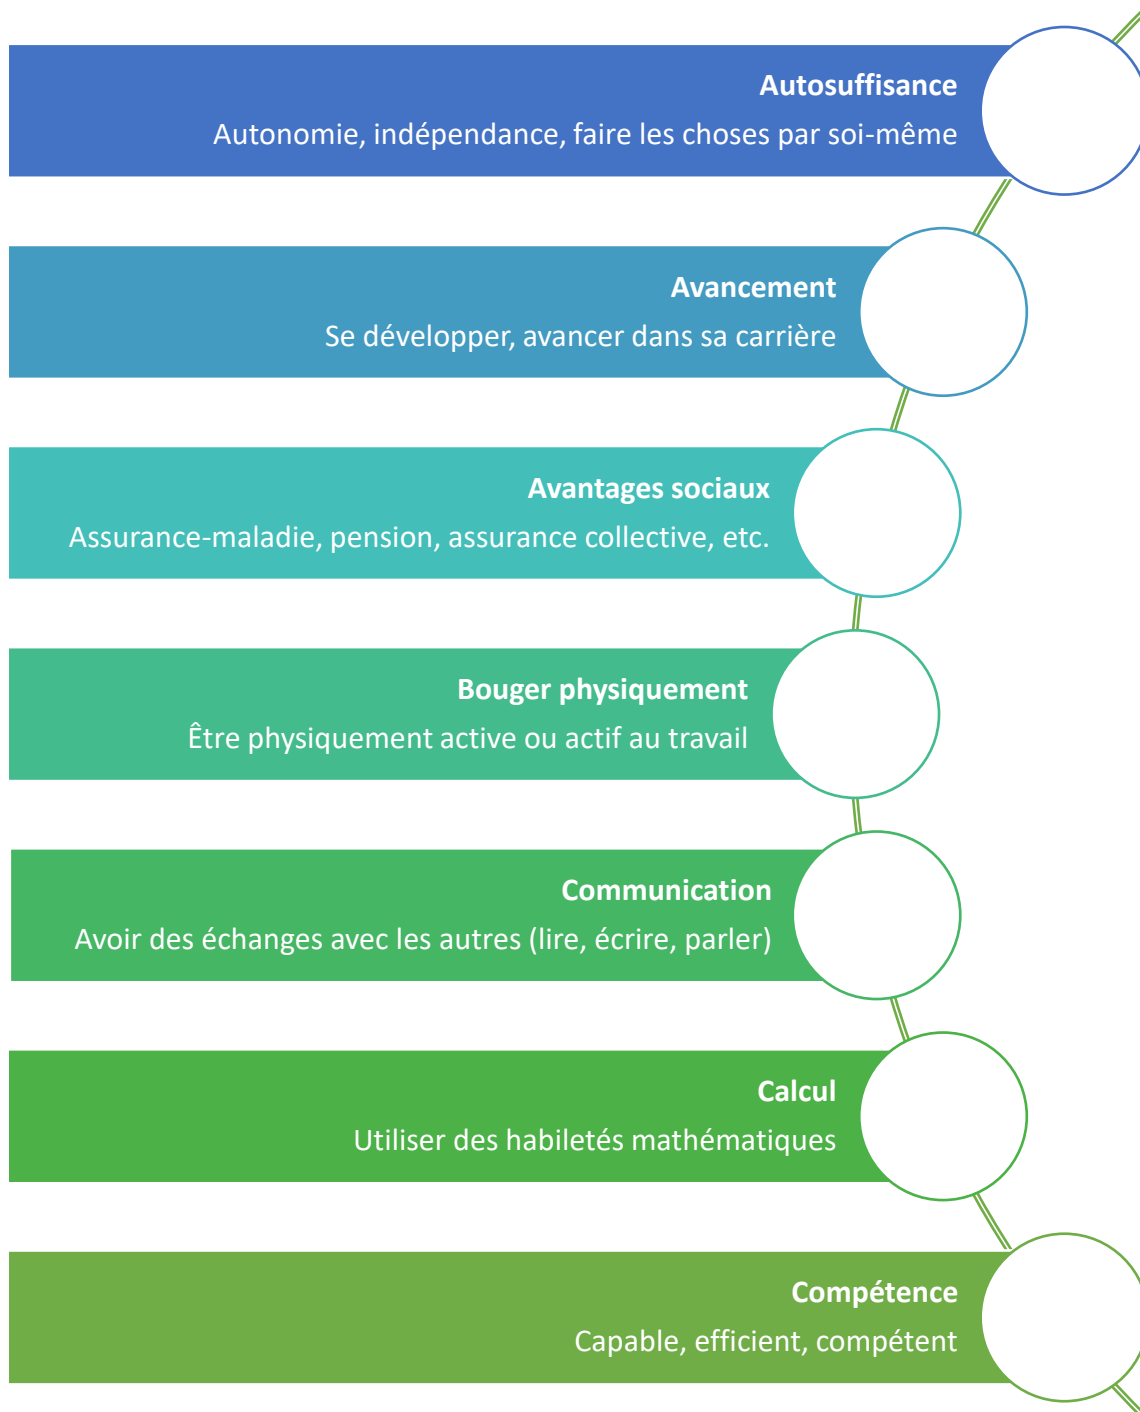 Autosuffisance
Autonomie, indépendance, faire les choses par soi-même
Avancement
Se développer, avancer dans sa carrière
Avantages sociaux
Assurance-maladie, pension, assurance collective, etc.
Bouger physiquement
Être physiquement active ou actif au travail
Communication
Avoir des échanges avec les autres (lire, écrire, parler)
Calcul
Utiliser des habiletés mathématiques
Compétence
Capable, efficient, compétent